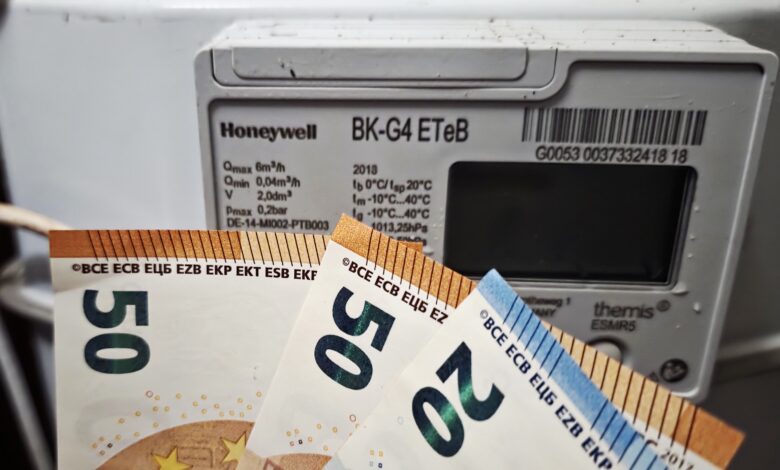 Honeywell
BK-G4 ETeB
G0053 0037332418 18
Qmax 6m³/h
Qmin 0,04m³/h
V 2,0dm³
pmax 0,2bar
DE-14-MI002-PTB003
2018
tb 0°C/ tsp 20°C
tm -10°C...40°C
tg -10°C...40°C
1013,25hPa
1
themis®
ESMR5
©BCE ECB ЕЦБ EZB EKP EKT ESB EKP
50
©BCE ECB ЕЦБ EZ
50
©BCE ECB ЕЦБ EZB EKP
20